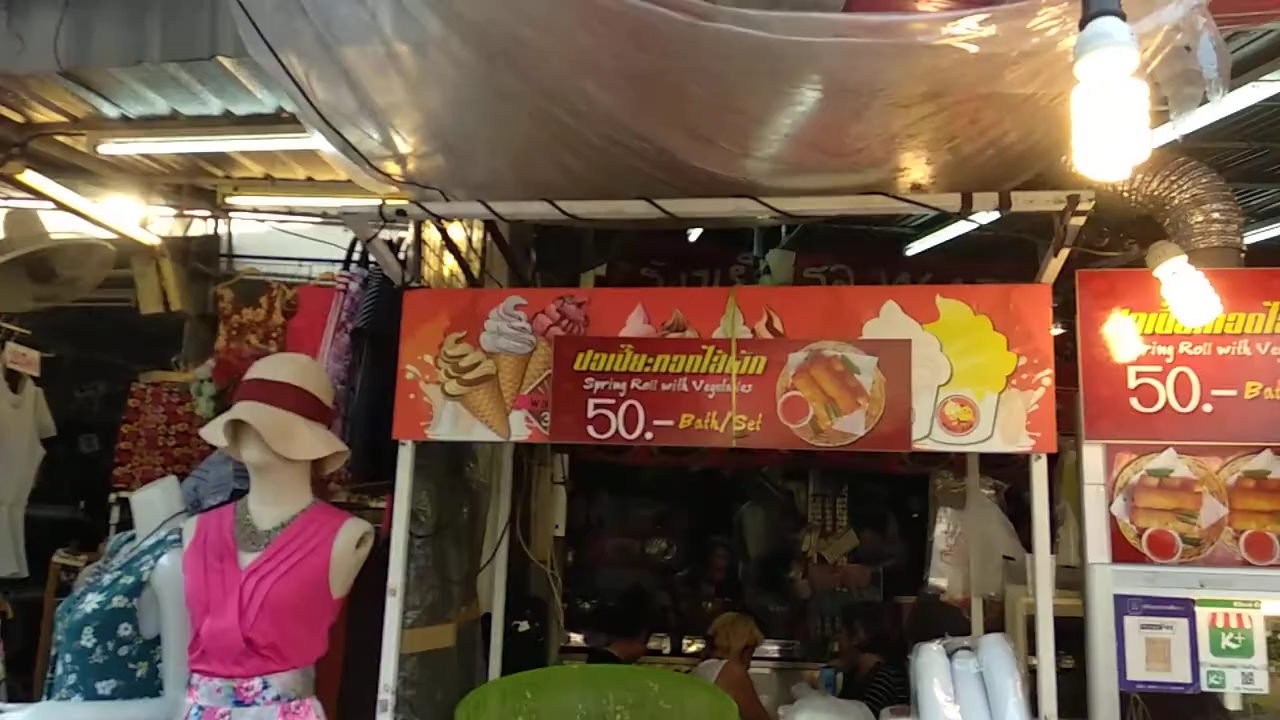 ปอเปี๊ยะทอดไส้ผัก
Spring Roll with Vegetables
50.- Bath/Set
ปอเปี๊ยะทอดไส้
Spring Roll with Ve
50.- Bat
K+
K+